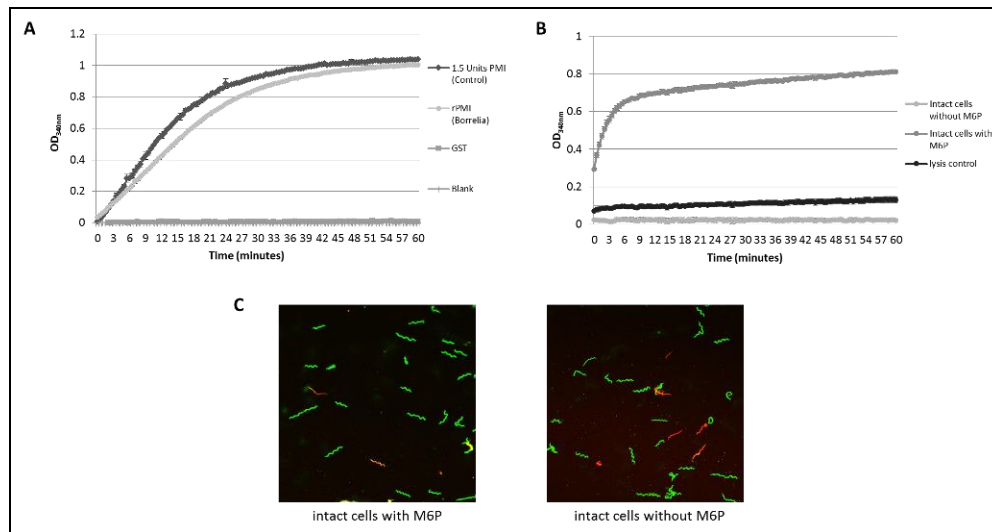 A
1.2
1
0.8
0.6
0.4
0.2
0
OD340nm
0 3 6 9 12 15 18 21 24 27 30 33 36 39 42 45 48 51 54 57 60
Time (minutes)
1.5 Units PMI
(Control)
rPMI
(Borrelia)
GST
Blank
B
1
0.8
0.6
0.4
0.2
0
OD340nm
0 3 6 9 12 15 18 21 24 27 30 33 36 39 42 45 48 51 54 57 60
Time (minutes)
Intact cells
without M6P
Intact cells with
M6P
lysis control
C
intact cells with M6P
intact cells without M6P